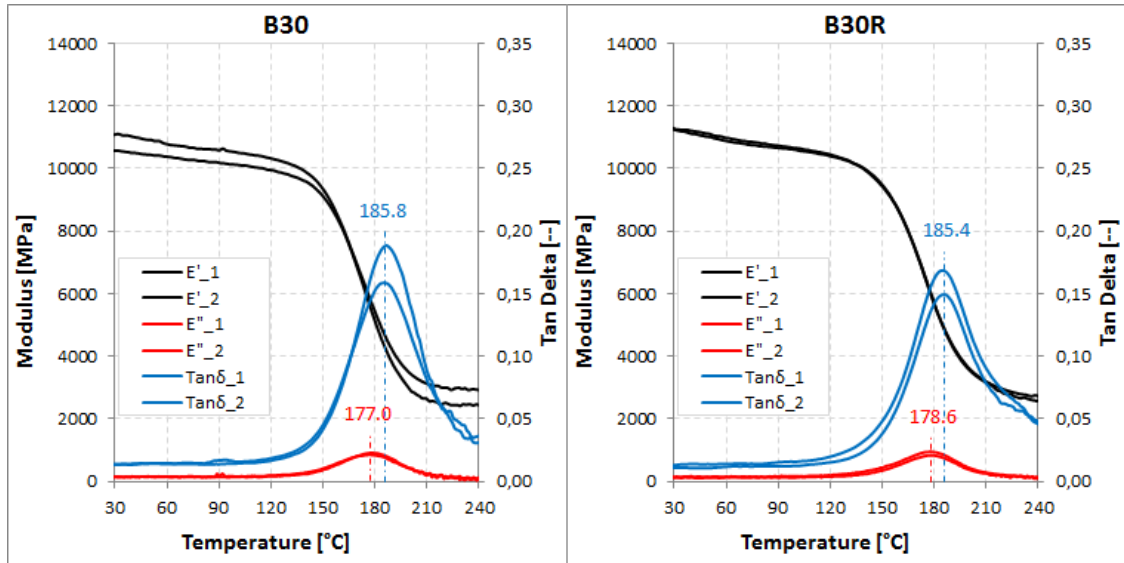 B30
14000
12000
10000
8000
6000
4000
2000
0
Modulus [MPa]
0,35
0,30
0,25
0,20
0,15
0,10
0,05
0,00
Tan Delta [--]
30 60 90 120 150 180 210 240
Temperature [°C]
185.8
177.0
E'_1
E'_2
E"_1
E"_2
Tanδ_1
Tanδ_2
B30R
14000
12000
10000
8000
6000
4000
2000
0
Modulus [MPa]
0,35
0,30
0,25
0,20
0,15
0,10
0,05
0,00
Tan Delta [--]
30 60 90 120 150 180 210 240
Temperature [°C]
185.4
178.6
E'_1
E'_2
E"_1
E"_2
Tanδ_1
Tanδ_2